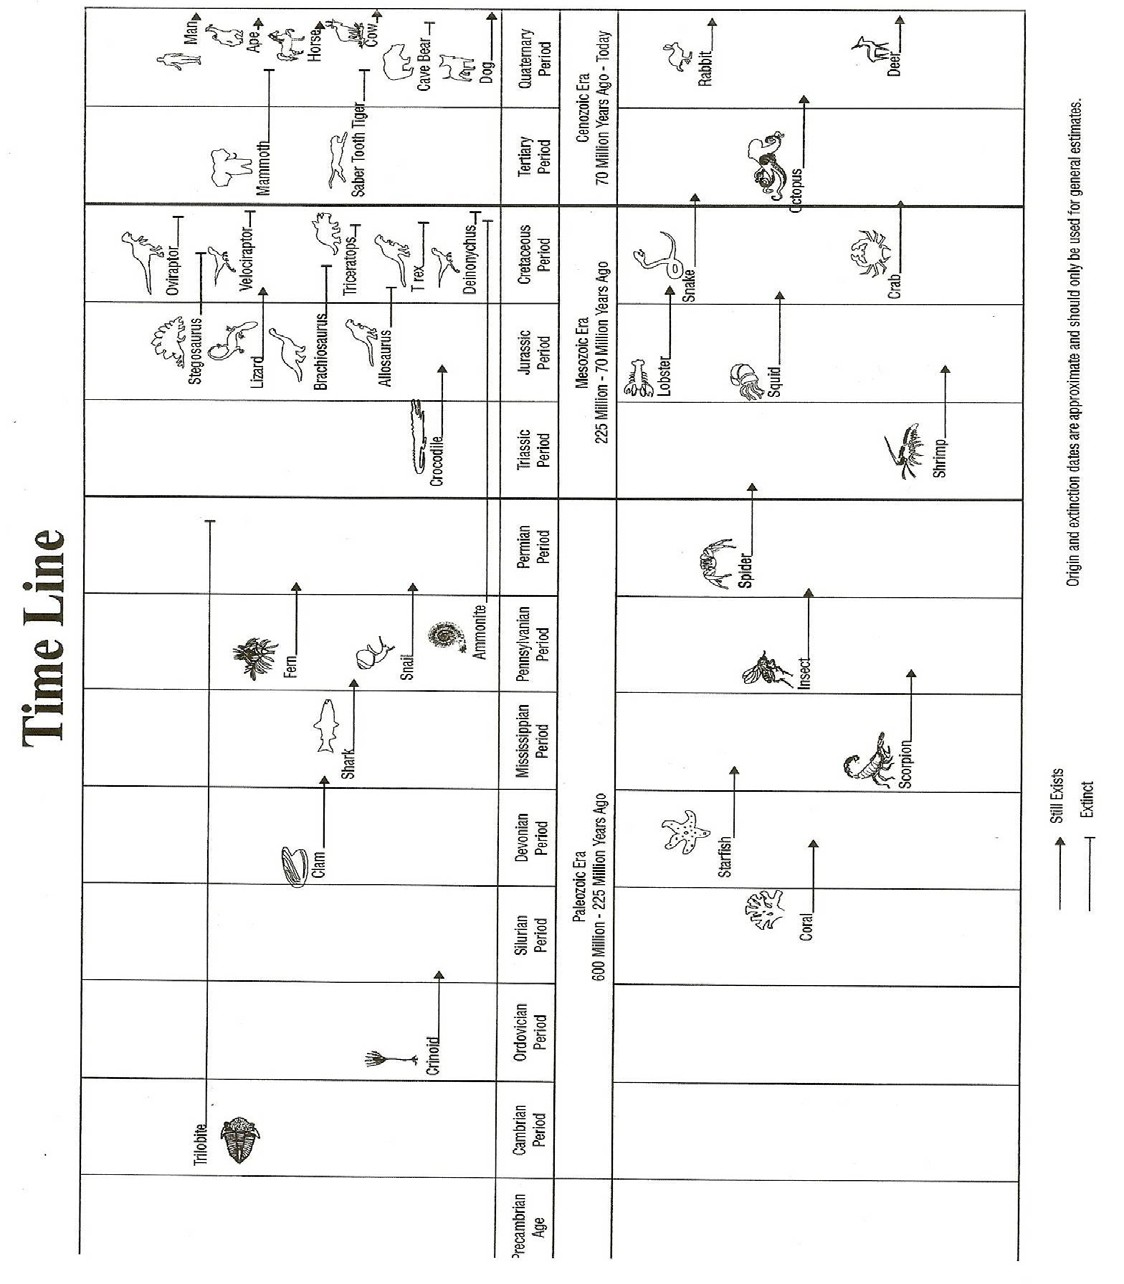 Time Line
Trilobite
Crinoid
Clam
Shark
Fern
Snail
Ammonite
Crocodile
Stegosaurus
Lizard
Brachiosaurus
Allosaurus
Oviraptor
Velociraptor
Triceratops
T rex
Deinonychus
Mammoth
Saber Tooth Tiger
Man
Ape
Horse
Cow
Cave Bear
Dog
Precambrian
Age
Cambrian
Period
Ordovician
Period
Silurian
Period
Devonian
Period
Mississippian
Period
Pennsylvanian
Period
Permian
Period
Triassic
Period
Jurassic
Period
Cretaceous
Period
Tertiary
Period
Quaternary
Period
Paleozoic Era
600 Million - 225 Million Years Ago
Mesozoic Era
225 Million - 70 Million Years Ago
Cenozoic Era
70 Million Years Ago - Today
Coral
Starfish
Scorpion
Insect
Spider
Shrimp
Lobster
Squid
Snake
Crab
Octopus
Rabbit
Deer
Still Exists
Extinct
Origin and extinction dates are approximate and should only be used for general estimates.